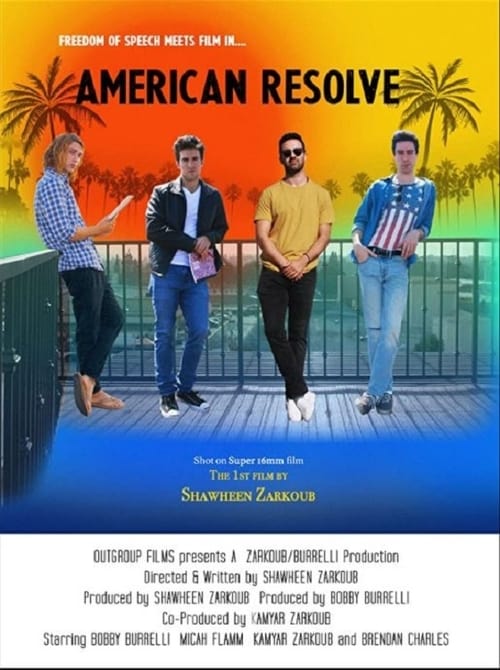 FREEDOM OF SPEECH MEETS FILM IN....
AMERICAN RESOLVE
Shot on Super 16mm film
THE 1ST FILM BY
SHAWHEEN ZARKOUB
OUTGROUP FILMS presents A ZARKOUB/BURRELLI Production
Directed & Written by SHAWHEEN ZARKOUB
Produced by SHAWHEEN ZARKOUB Produced by BOBBY BURRELLI
Co-Produced by KAMYAR ZARKOUB
Starring BOBBY BURRELLI MICAH FLAMM KAMYAR ZARKOUB and BRENDAN CHARLES